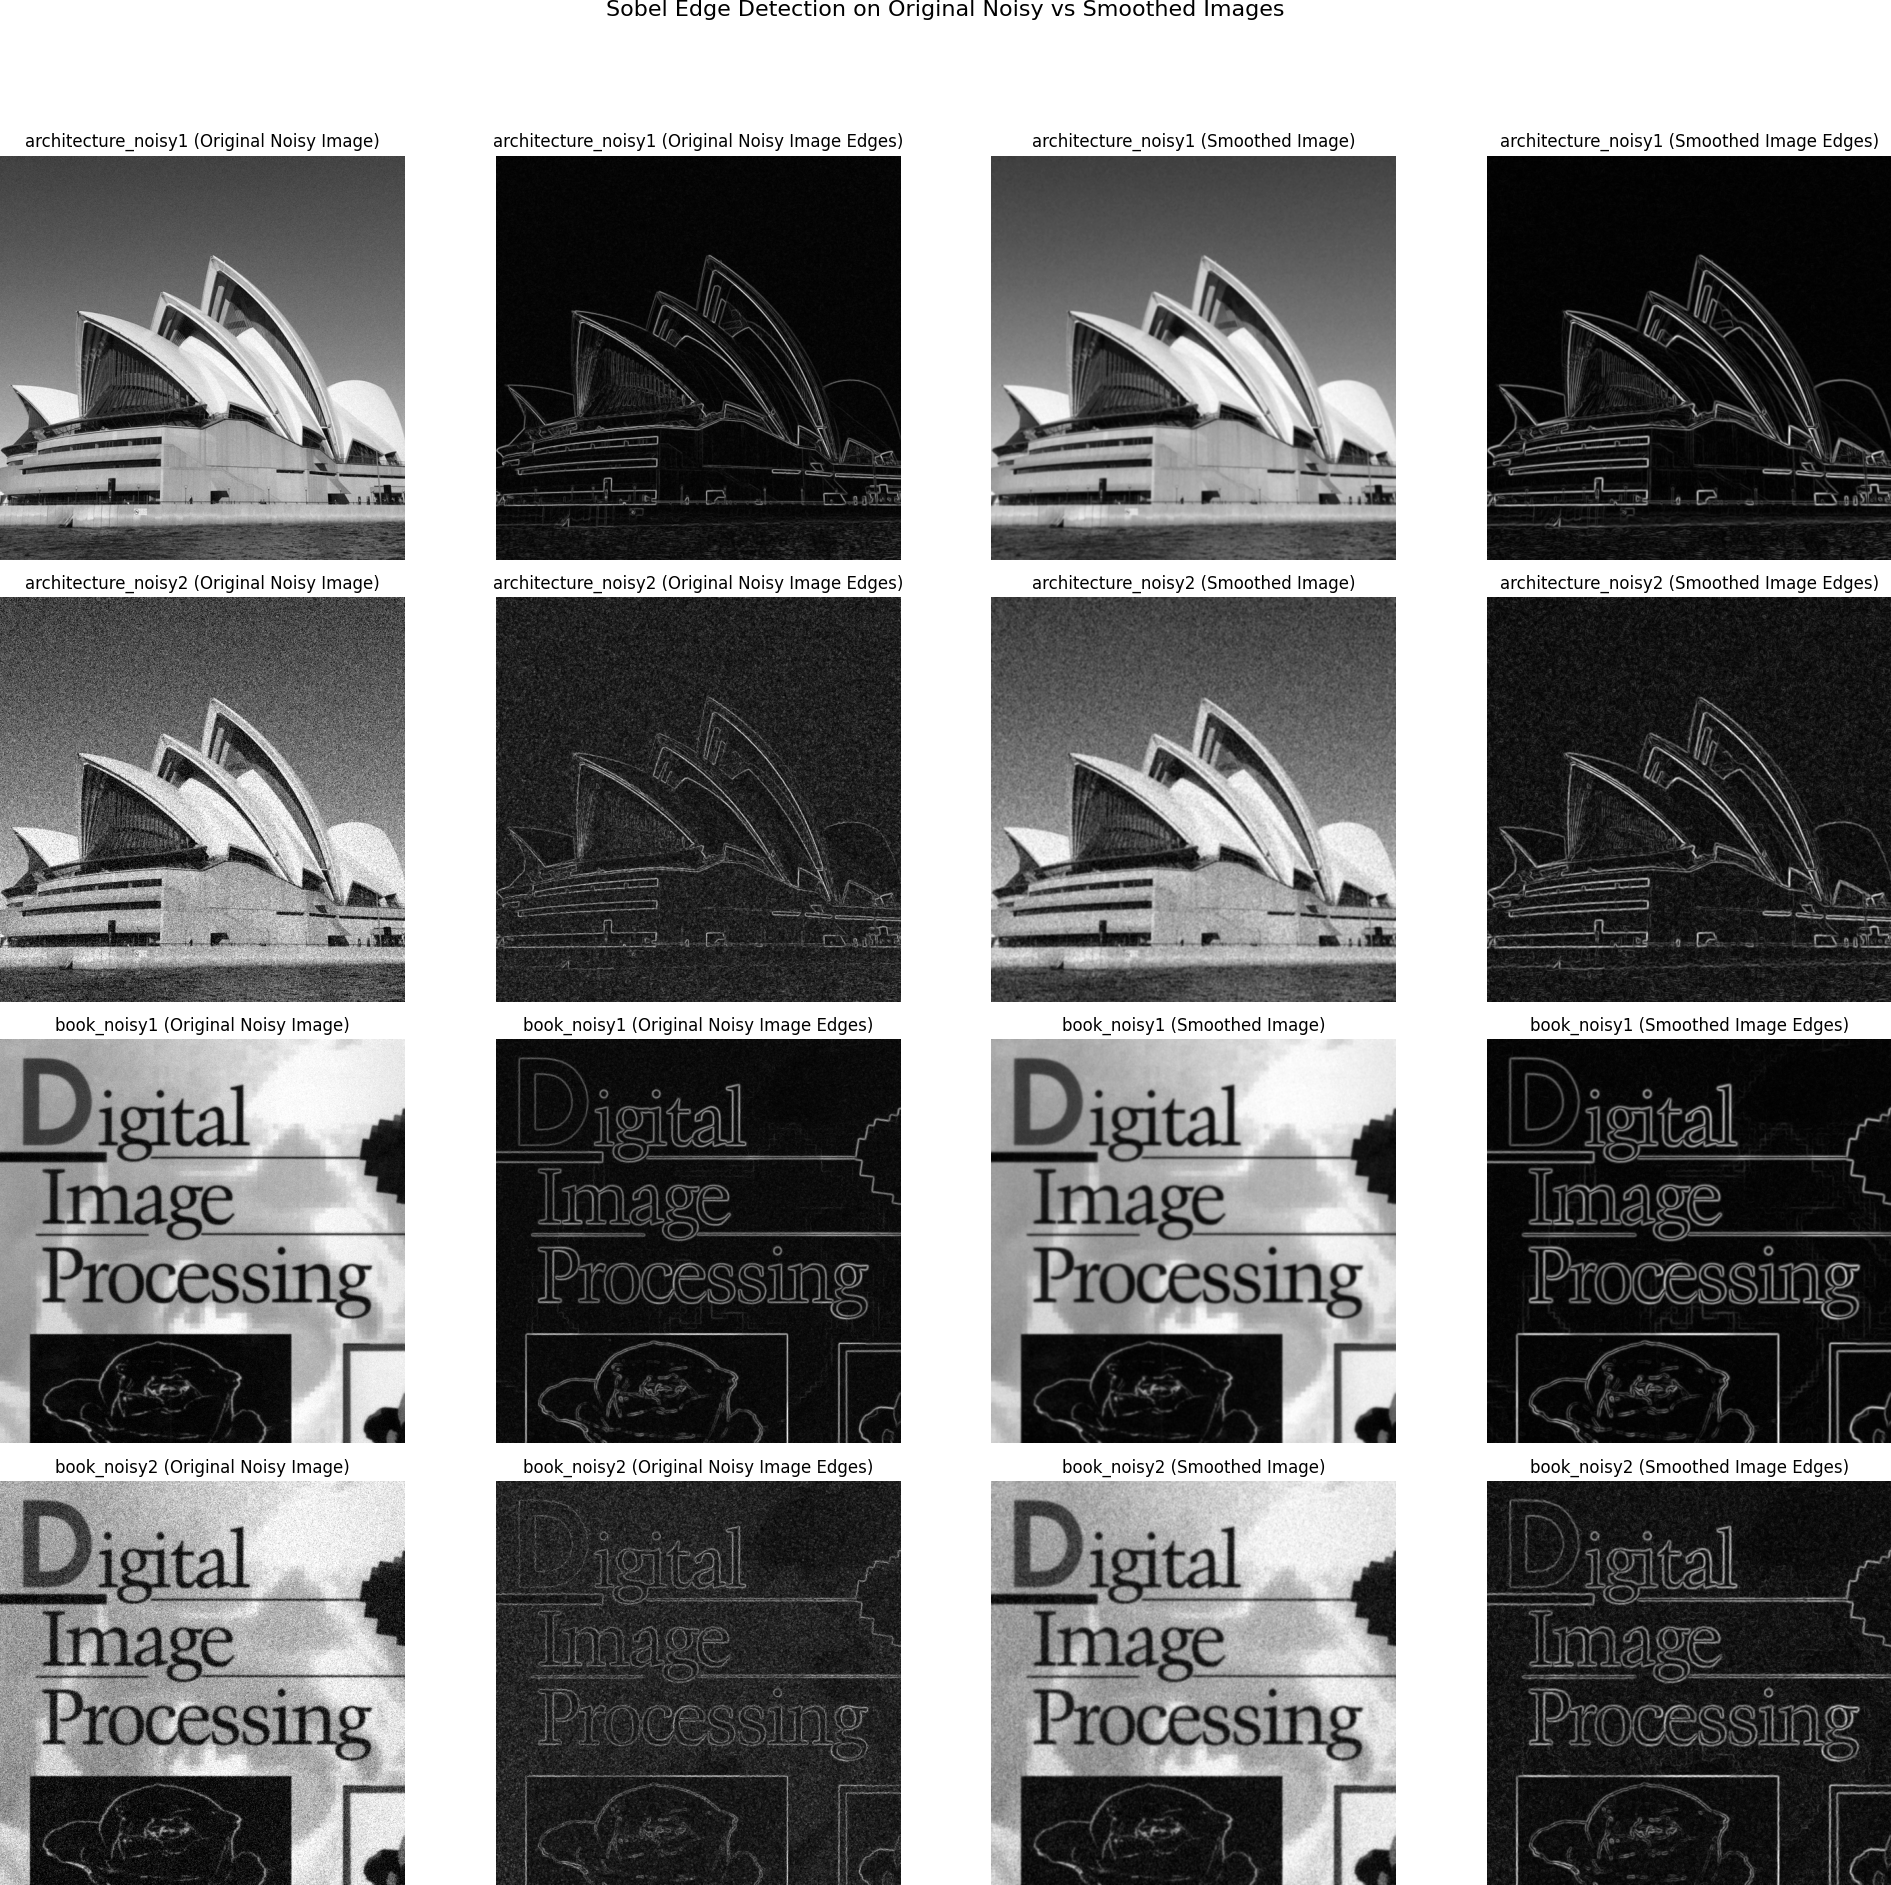 Sobel Edge Detection on Original Noisy vs Smoothed Images
architecture_noisy1 (Original Noisy Image)
architecture_noisy1 (Original Noisy Image Edges)
architecture_noisy1 (Smoothed Image)
architecture_noisy1 (Smoothed Image Edges)
architecture_noisy2 (Original Noisy Image)
architecture_noisy2 (Original Noisy Image Edges)
architecture_noisy2 (Smoothed Image)
architecture_noisy2 (Smoothed Image Edges)
book_noisy1 (Original Noisy Image)
book_noisy1 (Original Noisy Image Edges)
book_noisy1 (Smoothed Image)
book_noisy1 (Smoothed Image Edges)
Digital
Image
Processing
Digital
Image
Processing
Digital
Image
Processing
Digital
Image
Processing
book_noisy2 (Original Noisy Image)
book_noisy2 (Original Noisy Image Edges)
book_noisy2 (Smoothed Image)
book_noisy2 (Smoothed Image Edges)
Digital
Image
Processing
Digital
Image
Processing
Digital
Image
Processing
Digital
Image
Processing